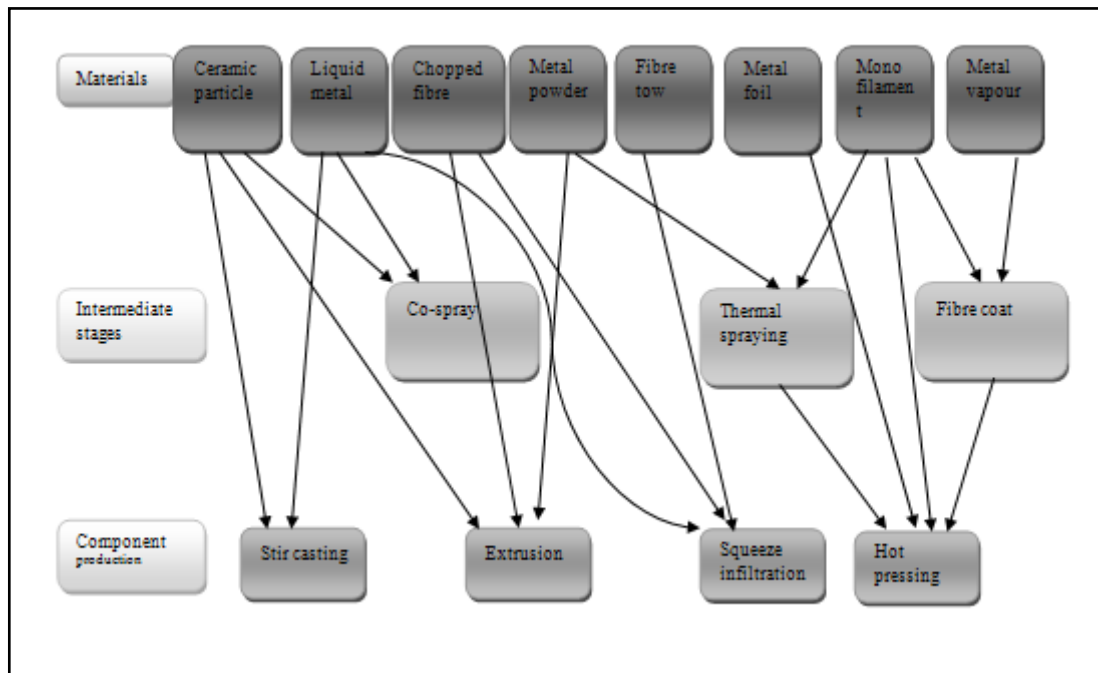 Materials
Ceramic
particle
Liquid
metal
Chopped
fibre
Metal
powder
Fibre
tow
Metal
foil
Mono
filamen
t
Metal
vapour
Intermediate
stages
Co-spray
Thermal
spraying
Fibre coat
Component
production
Stir casting
Extrusion
Squeeze
infiltration
Hot
pressing